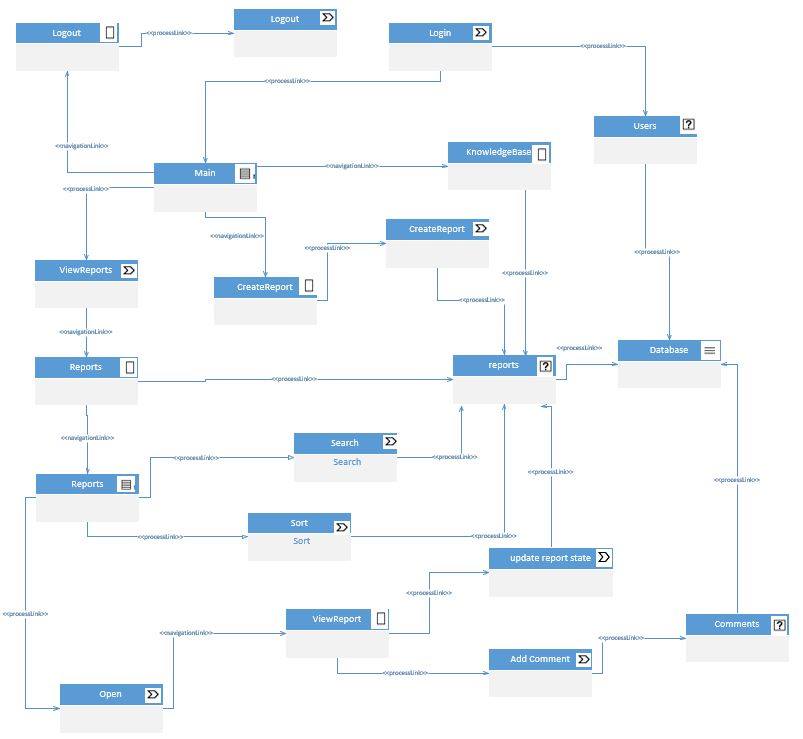 Logout
<<processLink>>
Logout
Login
<<processLink>>
<<processLink>>
Users
<<navigationLink>>
KnowledgeBase
<<navigationLink>>
Main
<<processLink>>
CreateReport
<<navigationLink>>
<<processLink>>
<<processLink>>
ViewReports
<<processLink>>
CreateReport
<<processLink>>
<<navigationLink>>
<<processLink>>
Database
Reports
reports
<<processLink>>
<<navigationLink>>
Search
<<processLink>>
<<processLink>>
Search
<<processLink>>
Reports
<<processLink>>
Sort
<<processLink>>
Sort
<<processLink>>
update report state
<<processLink>>
<<processLink>>
ViewReport
<<navigationLink>>
Comments
<<processLink>>
Add Comment
<<processLink>>
Open